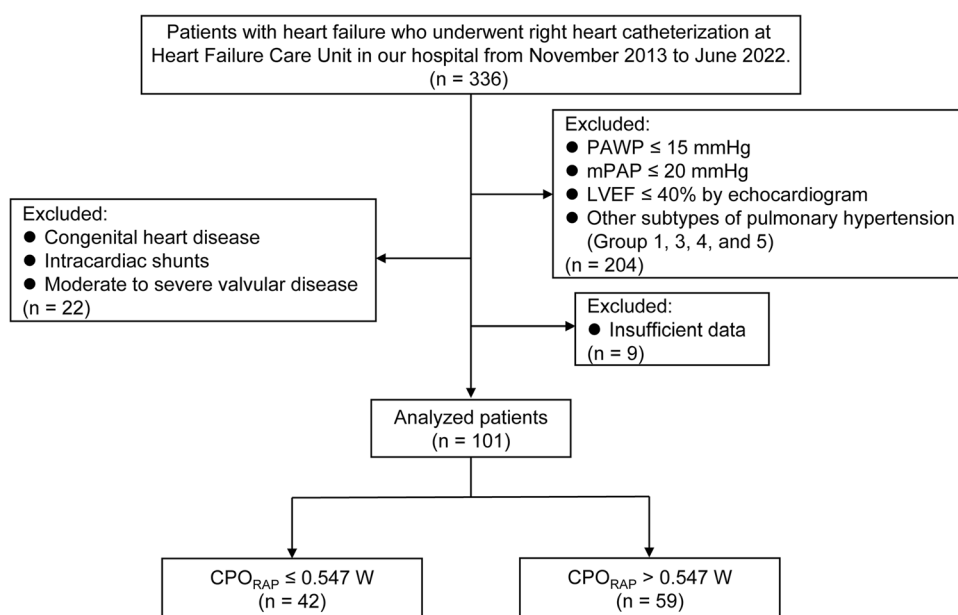 Patients with heart failure who underwent right heart catheterization at
Heart Failure Care Unit in our hospital from November 2013 to June 2022.
(n = 336)
Excluded:
● PAWP ≤ 15 mmHg
● mPAP ≤ 20 mmHg
● LVEF ≤ 40% by echocardiogram
● Other subtypes of pulmonary hypertension
(Group 1, 3, 4, and 5)
(n = 204)
Excluded:
● Congenital heart disease
● Intracardiac shunts
● Moderate to severe valvular disease
(n = 22)
Excluded:
● Insufficient data
(n = 9)
Analyzed patients
(n = 101)
CPO_RAP ≤ 0.547 W
(n = 42)
CPO_RAP > 0.547 W
(n = 59)